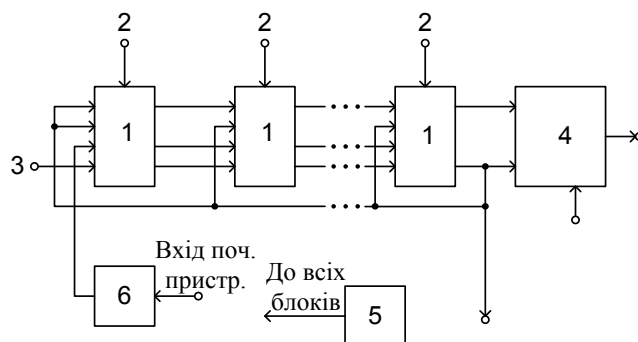 2 2 2
1 1 1 4
3
Вхід поч.
пристр.
До всіх
блоків
6 5